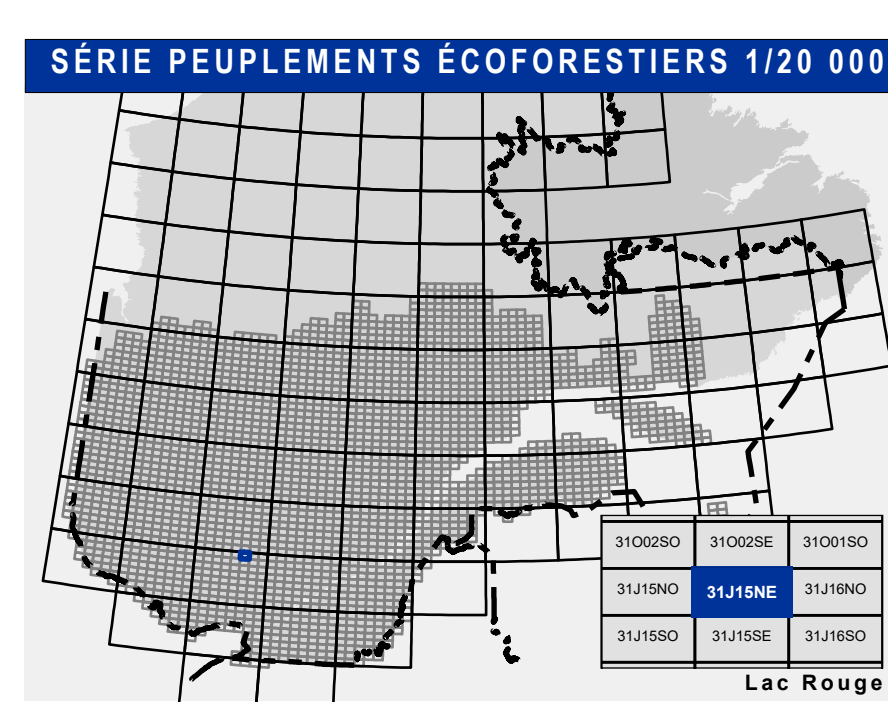 SÉRIE PEUPLEMENTS ÉCOFORESTIERS 1/20 000
31O02SO 31O02SE 31O01SO
31J15NO 31J15NE 31J16NO
31J15SO 31J15SE 31J16SO
Lac Rouge